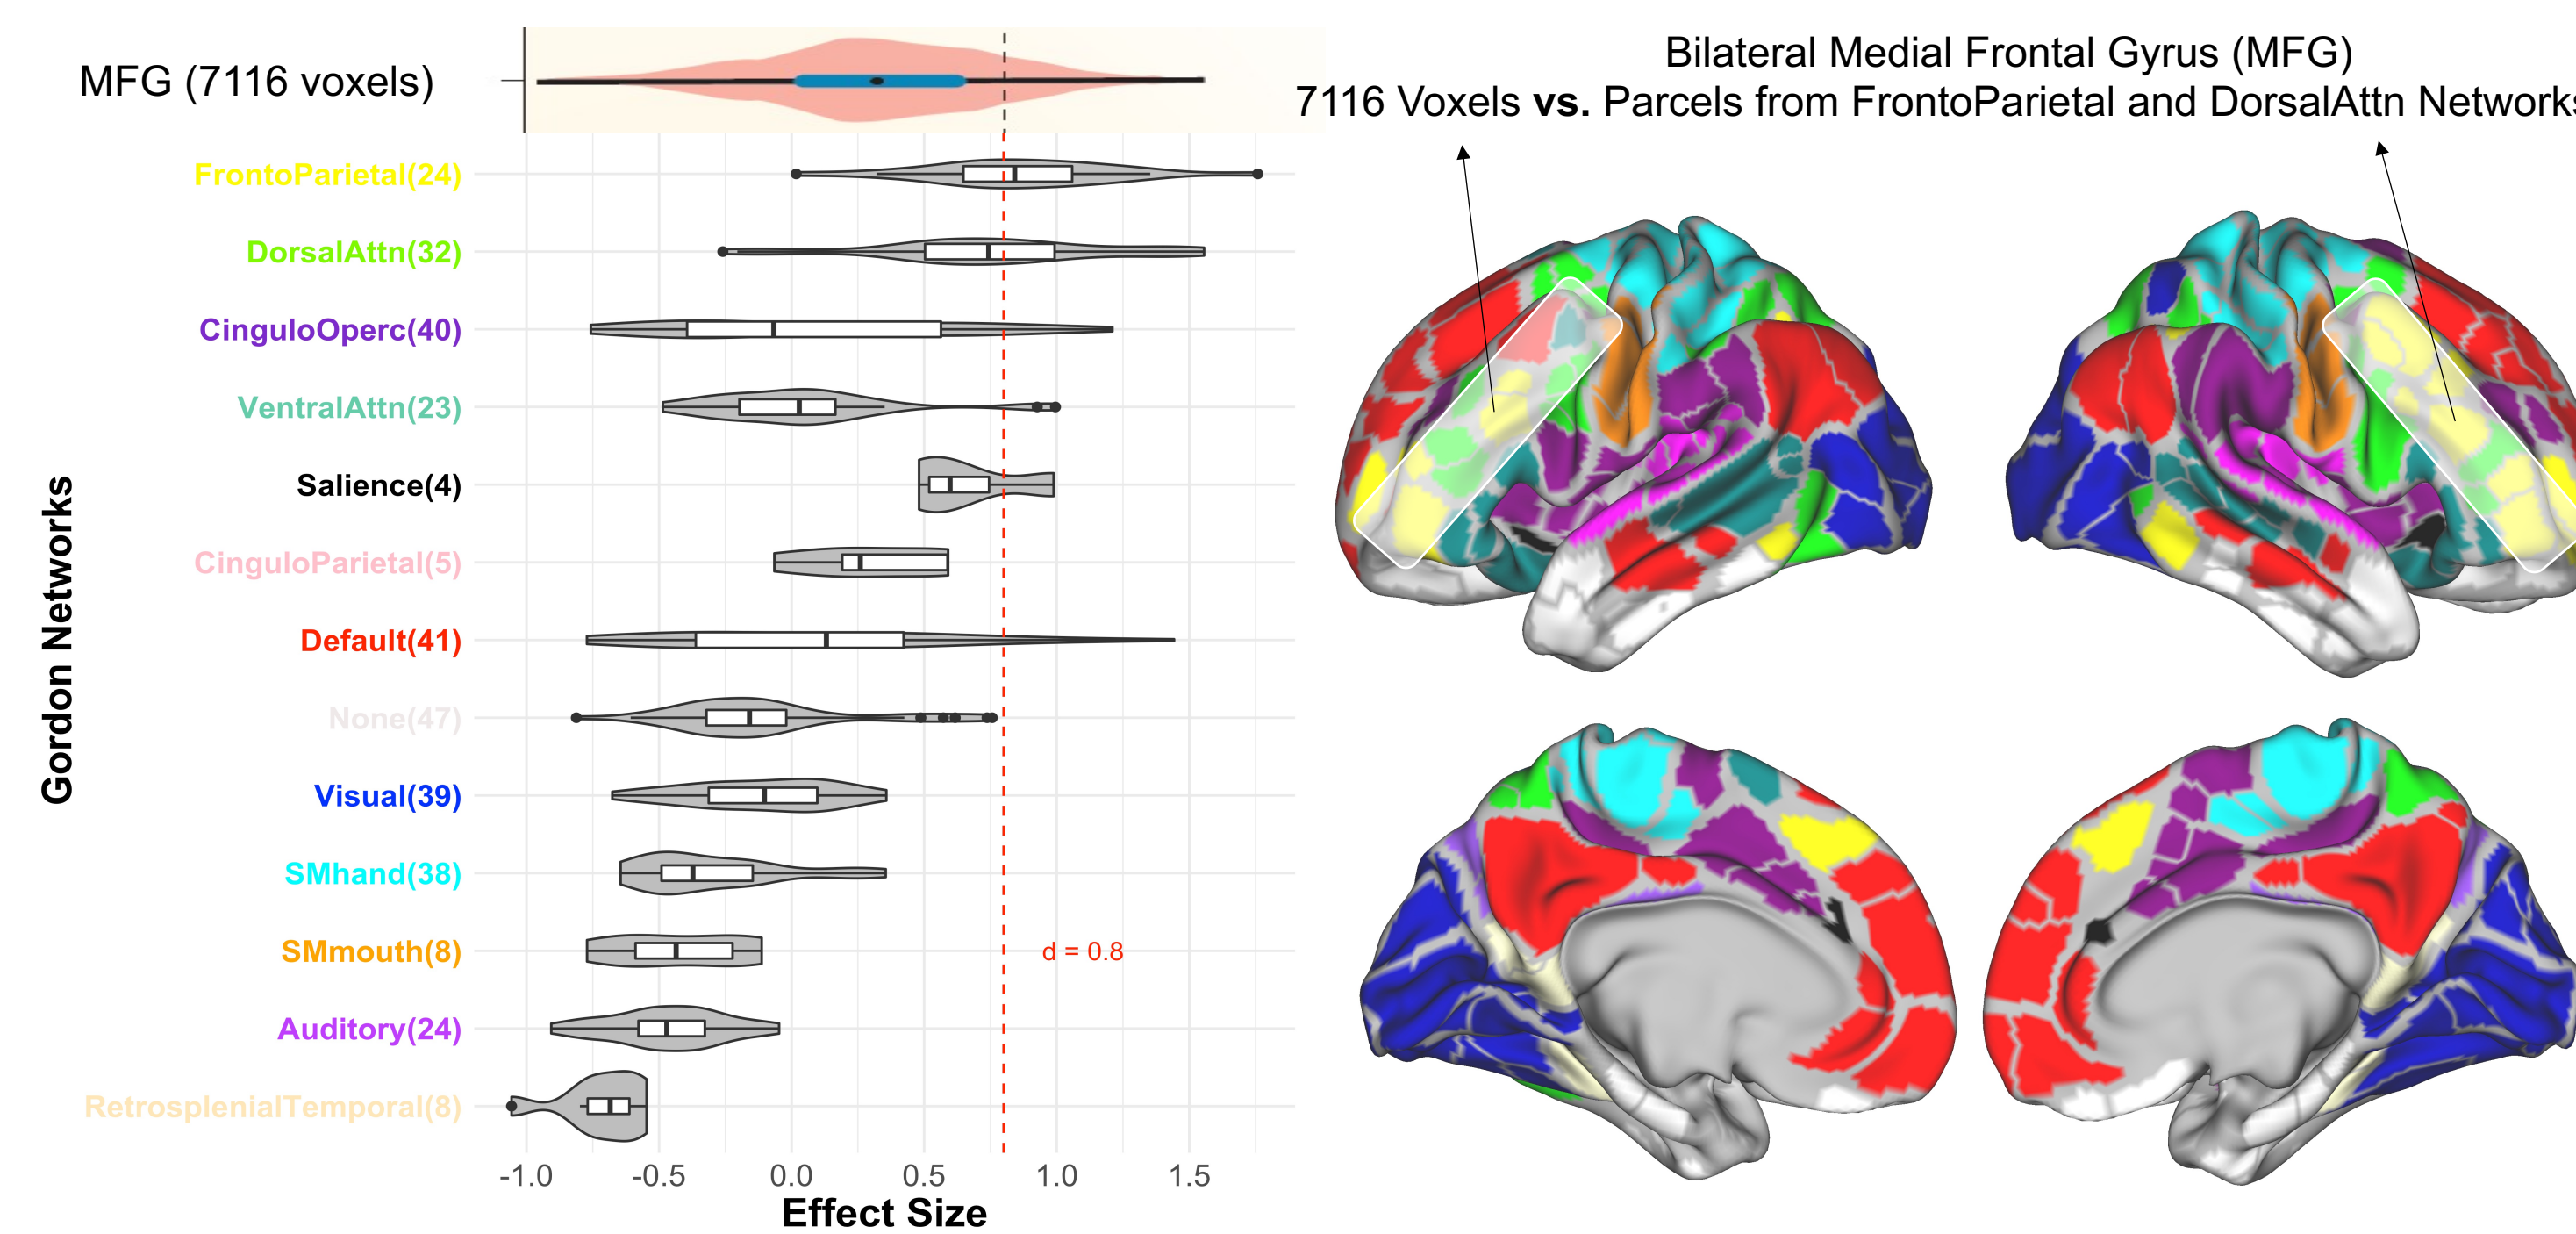 MFG (7116 voxels)
Bilateral Medial Frontal Gyrus (MFG)
7116 Voxels vs. Parcels from FrontoParietal and DorsalAttn Networks
Gordon Networks
FrontoParietal(24)
DorsalAttn(32)
CinguloOperc(40)
VentralAttn(23)
Salience(4)
CinguloParietal(5)
Default(41)
None(47)
Visual(39)
SMhand(38)
SMmouth(8)
d = 0.8
Auditory(24)
RetrosplenialTemporal(8)
-1.0 -0.5 0.0 0.5 1.0 1.5
Effect Size